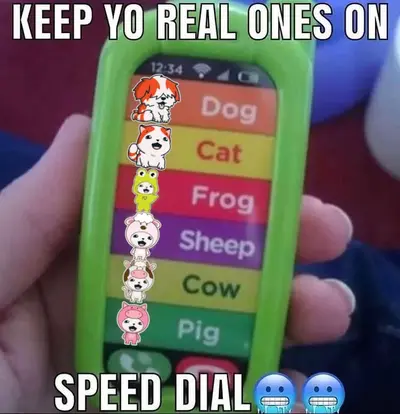 KEEP YO REAL ONES ON
12:34
Dog
Cat
Frog
Sheep
Cow
Pig
SPEED DIAL🥶🥶